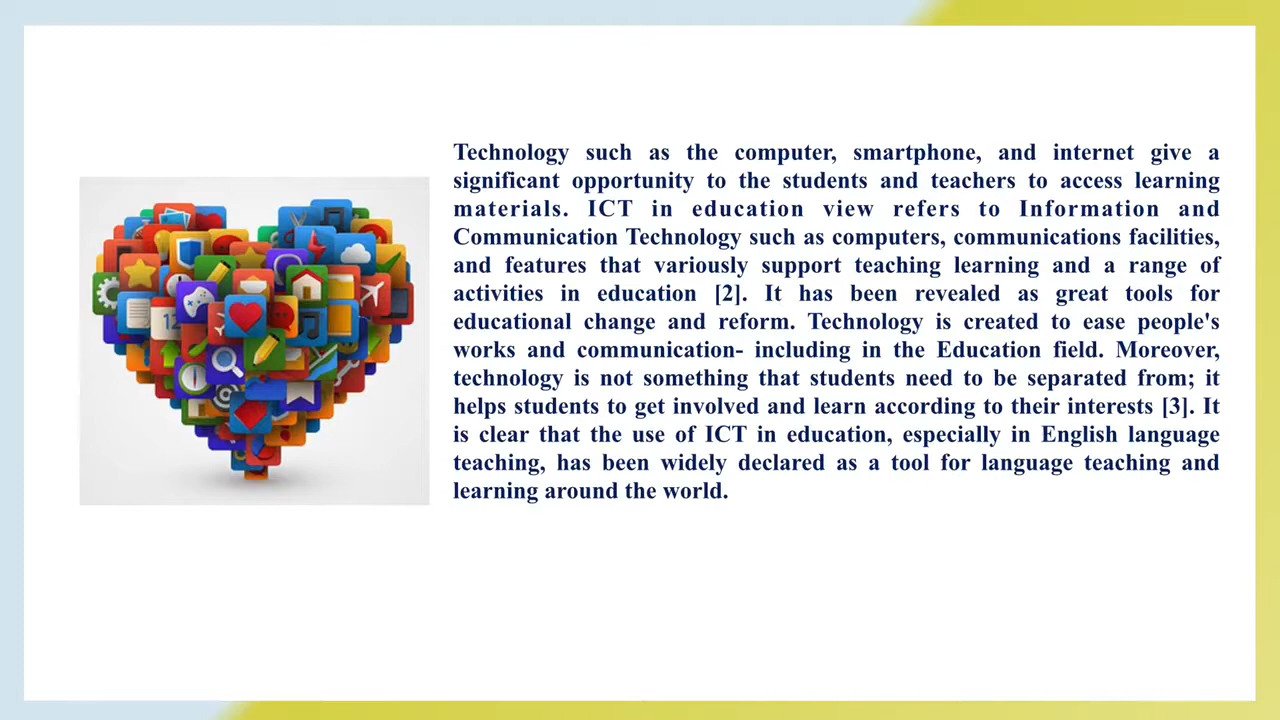 Technology such as the computer, smartphone, and internet give a
significant opportunity to the students and teachers to access learning
materials. ICT in education view refers to Information and
Communication Technology such as computers, communications facilities,
and features that variously support teaching learning and a range of
activities in education [2]. It has been revealed as great tools for
educational change and reform. Technology is created to ease people's
works and communication- including in the Education field. Moreover,
technology is not something that students need to be separated from; it
helps students to get involved and learn according to their interests [3]. It
is clear that the use of ICT in education, especially in English language
teaching, has been widely declared as a tool for language teaching and
learning around the world.
12